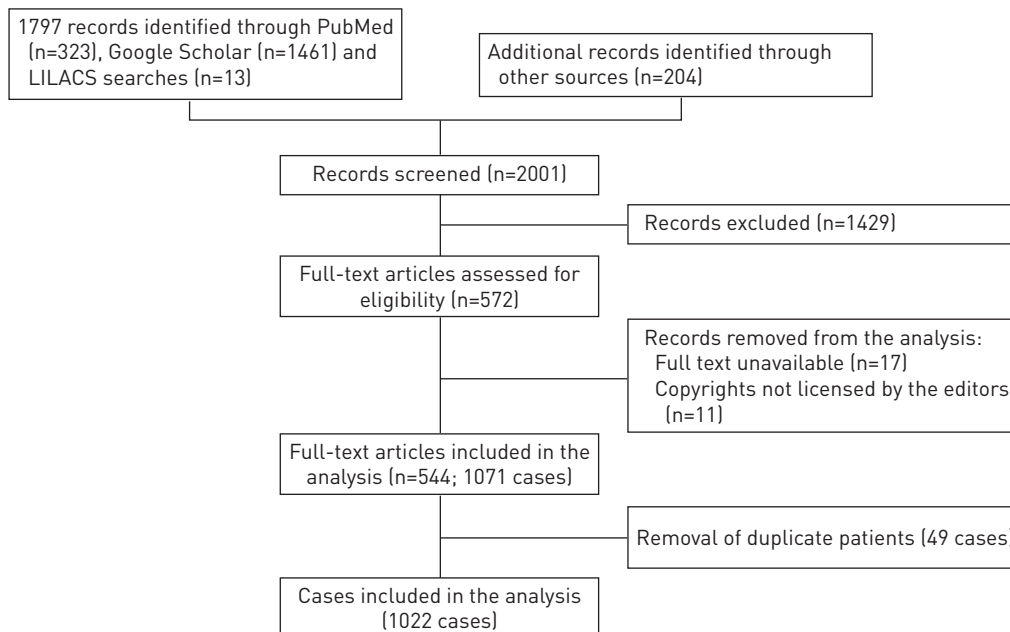 1797 records identified through PubMed
(n=323), Google Scholar (n=1461) and
LILACS searches (n=13)
Additional records identified through
other sources (n=204)
Records screened (n=2001)
Records excluded (n=1429)
Full-text articles assessed for
eligibility (n=572)
Records removed from the analysis:
Full text unavailable (n=17)
Copyrights not licensed by the editors
(n=11)
Full-text articles included in the
analysis (n=544; 1071 cases)
Removal of duplicate patients (49 cases)
Cases included in the analysis
(1022 cases)